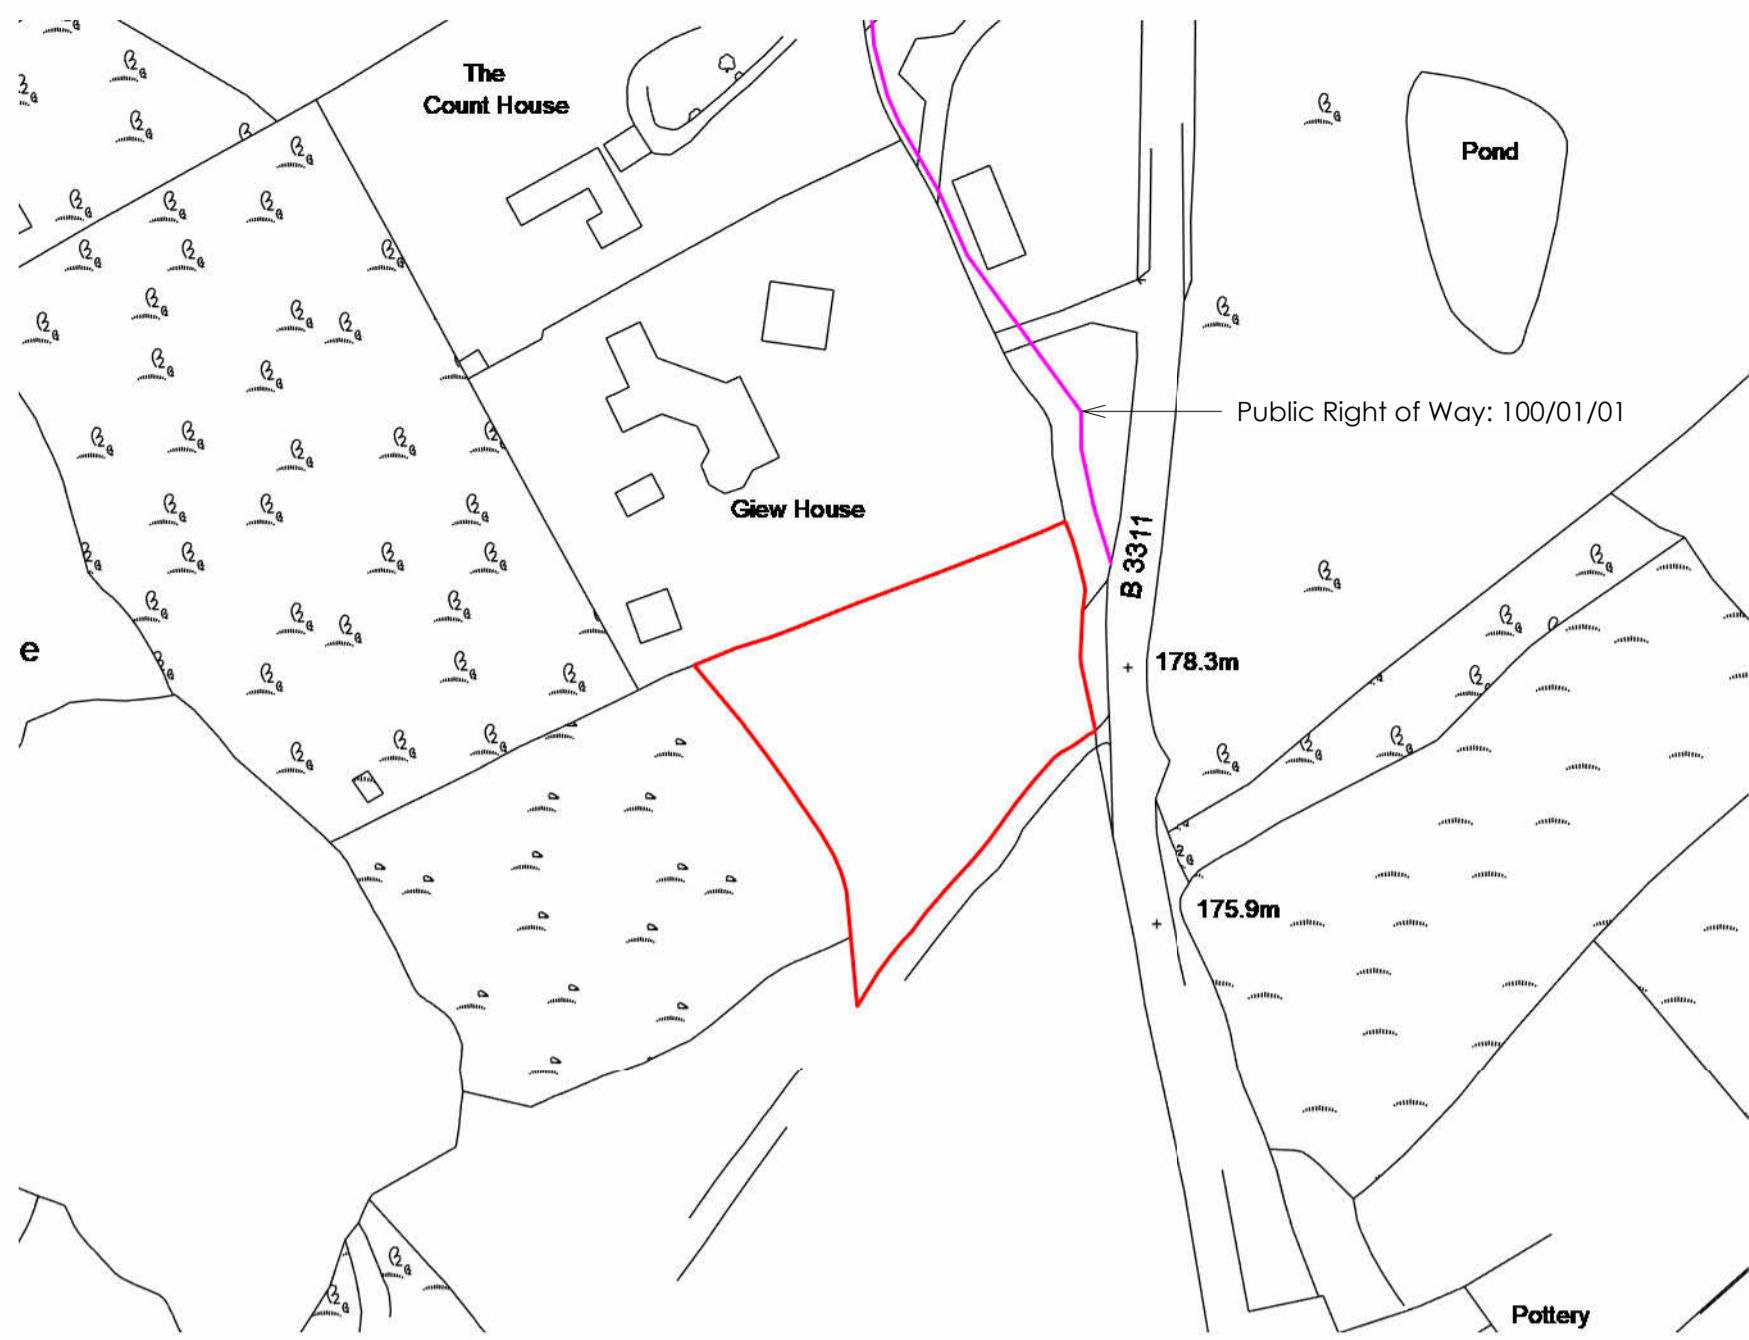 The
Count House
Pond
Public Right of Way: 100/01/01
Giew House
B 3311
e
178.3m
175.9m
Pottery